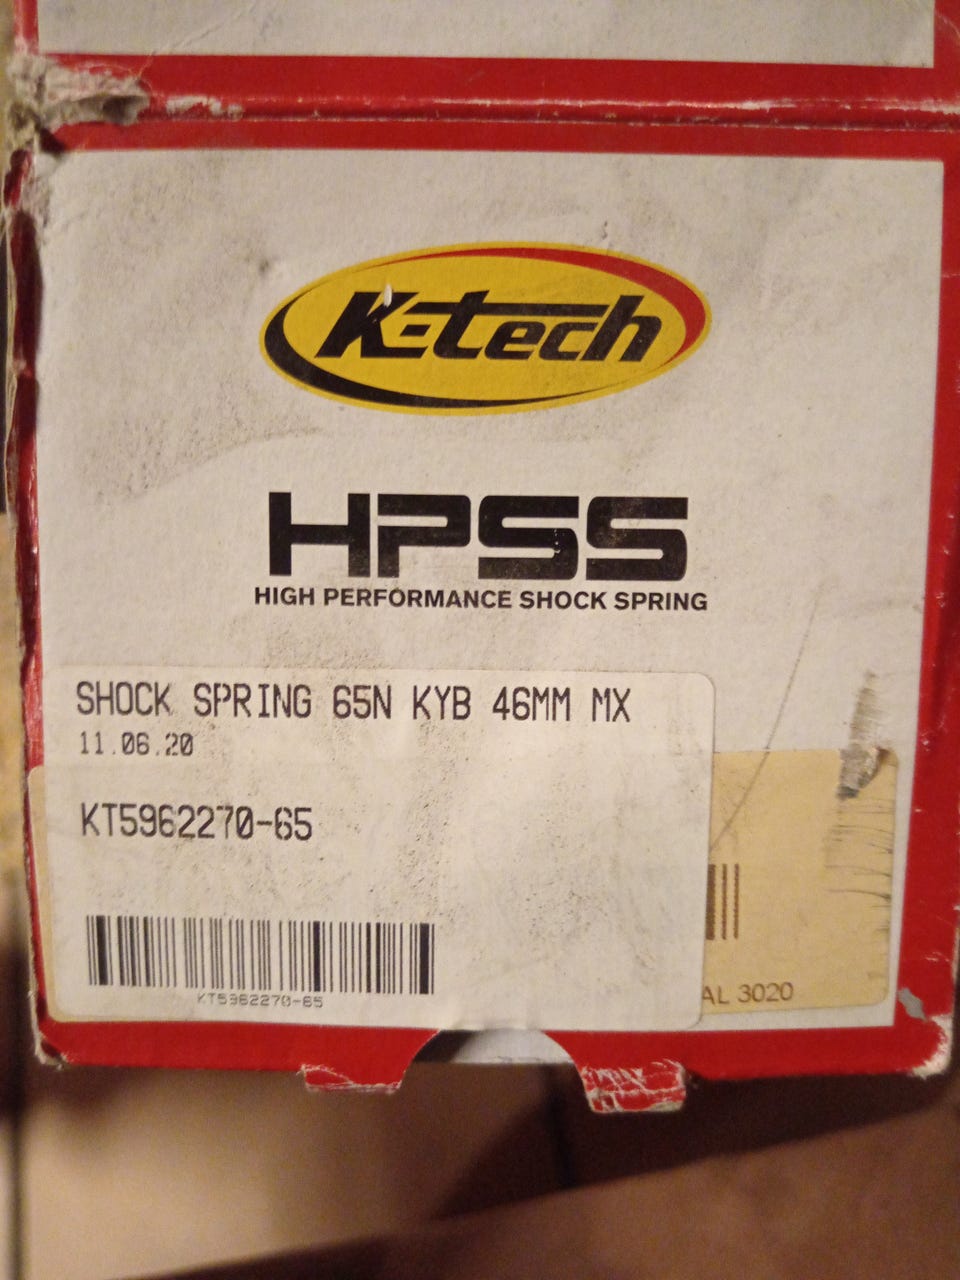 K-tech
HPSS
HIGH PERFORMANCE SHOCK SPRING
SHOCK SPRING 65N KYB 46MM MX
11.06.20
KT5962270-65
KT5962270-65
AL 3020